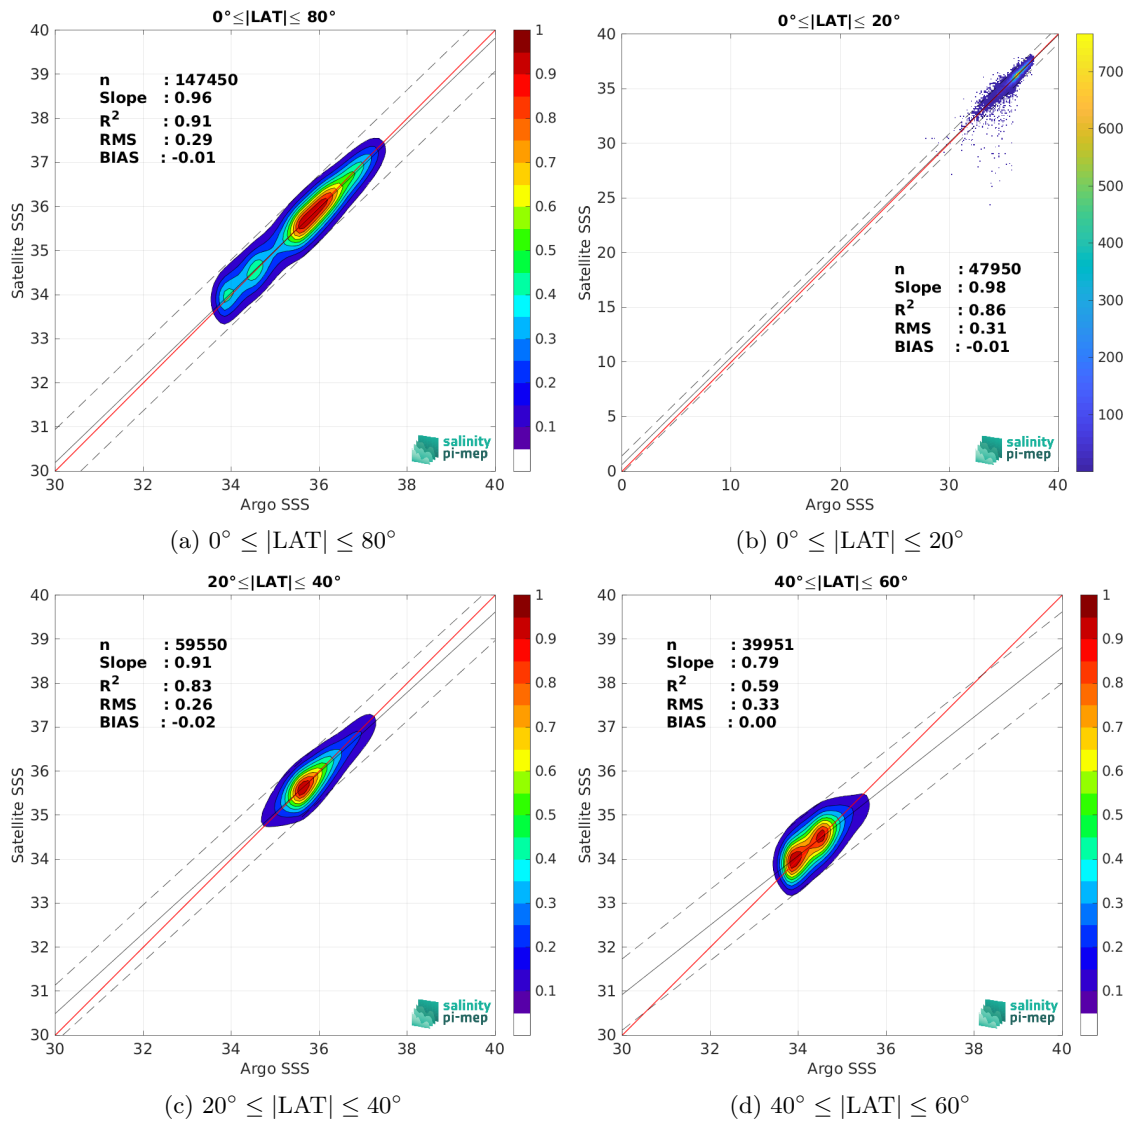 0°≤|LAT|≤ 80°
40
39
38
37
36
35
34
33
32
31
30
30
32
34
36
38
40
Satellite SSS
Argo SSS
n : 147450
Slope : 0.96
R² : 0.91
RMS : 0.29
BIAS : -0.01
salinity
pi-mep
1
0.9
0.8
0.7
0.6
0.5
0.4
0.3
0.2
0.1
(a) 0° ≤ |LAT| ≤ 80°
0°≤|LAT|≤ 20°
40
35
30
25
20
15
10
5
0
0
10
20
30
40
Satellite SSS
Argo SSS
n : 47950
Slope : 0.98
R² : 0.86
RMS : 0.31
BIAS : -0.01
salinity
pi-mep
700
600
500
400
300
200
100
(b) 0° ≤ |LAT| ≤ 20°
20°≤|LAT|≤ 40°
40
39
38
37
36
35
34
33
32
31
30
30
32
34
36
38
40
Satellite SSS
Argo SSS
n : 59550
Slope : 0.91
R² : 0.83
RMS : 0.26
BIAS : -0.02
salinity
pi-mep
1
0.9
0.8
0.7
0.6
0.5
0.4
0.3
0.2
0.1
(c) 20° ≤ |LAT| ≤ 40°
40°≤|LAT|≤ 60°
40
39
38
37
36
35
34
33
32
31
30
30
32
34
36
38
40
Satellite SSS
Argo SSS
n : 39951
Slope : 0.79
R² : 0.59
RMS : 0.33
BIAS : 0.00
salinity
pi-mep
1
0.9
0.8
0.7
0.6
0.5
0.4
0.3
0.2
0.1
(d) 40° ≤ |LAT| ≤ 60°